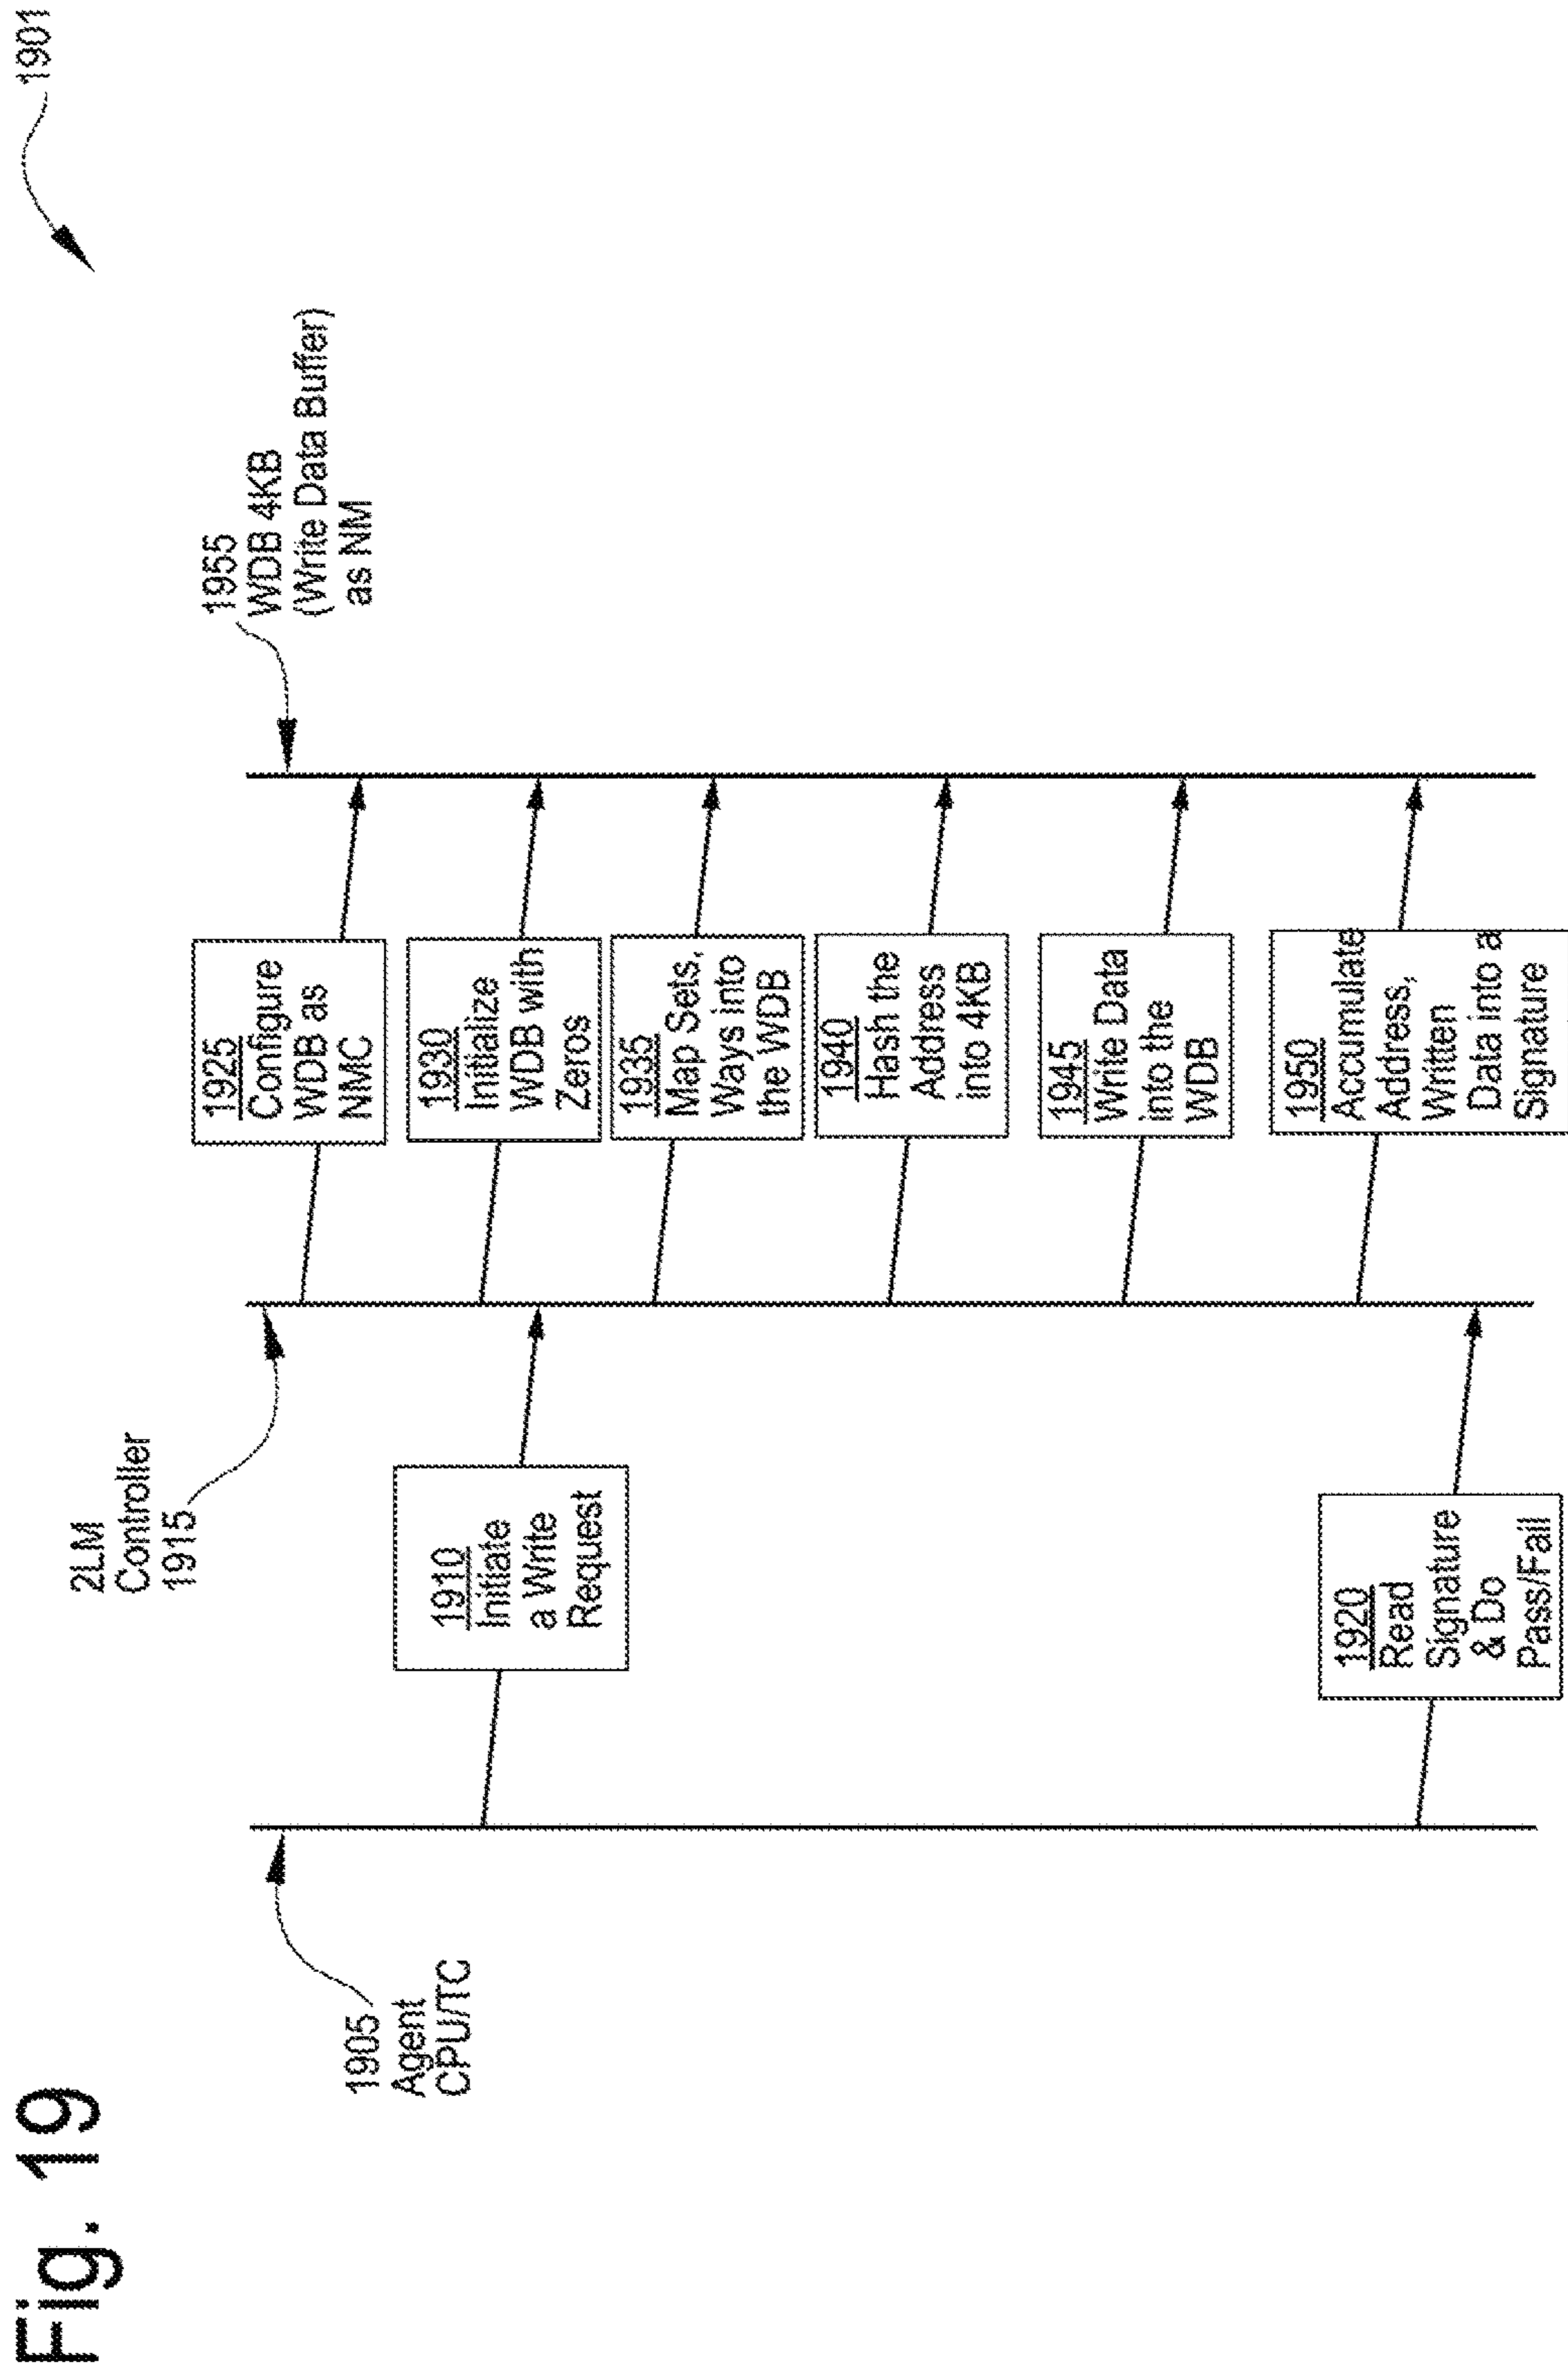 Fig. 19
1901
1905
Agent
CPU/TC
2LM
Controller
1915
1955
WDB 4KB
(Write Data Buffer)
as NM
1910
Initiate
a Write
Request
1920
Read
Signature
& Do
Pass/Fail
1925
Configure
WDB as
NMC
1930
Initialize
WDB with
Zeros
1935
Map Sets,
Ways into
the WDB
1940
Hash the
Address
into 4KB
1945
Write Data
into the
WDB
1950
Accumulate
Address,
Written
Data into a
Signature